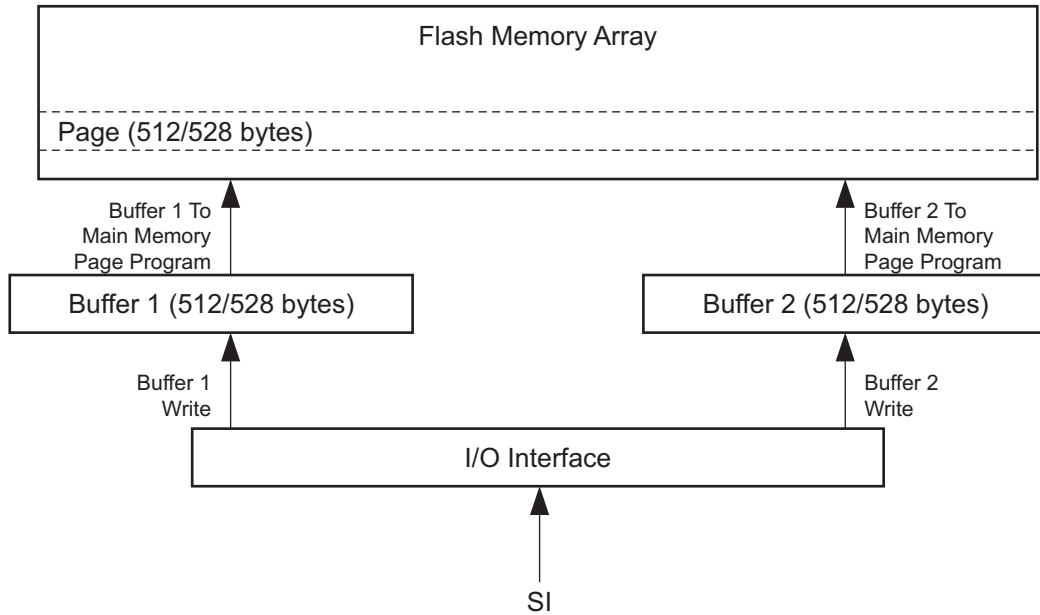 Flash Memory Array
Page (512/528 bytes)
Buffer 1 To
Main Memory
Page Program
Buffer 2 To
Main Memory
Page Program
Buffer 1 (512/528 bytes)
Buffer 2 (512/528 bytes)
Buffer 1
Write
Buffer 2
Write
I/O Interface
SI